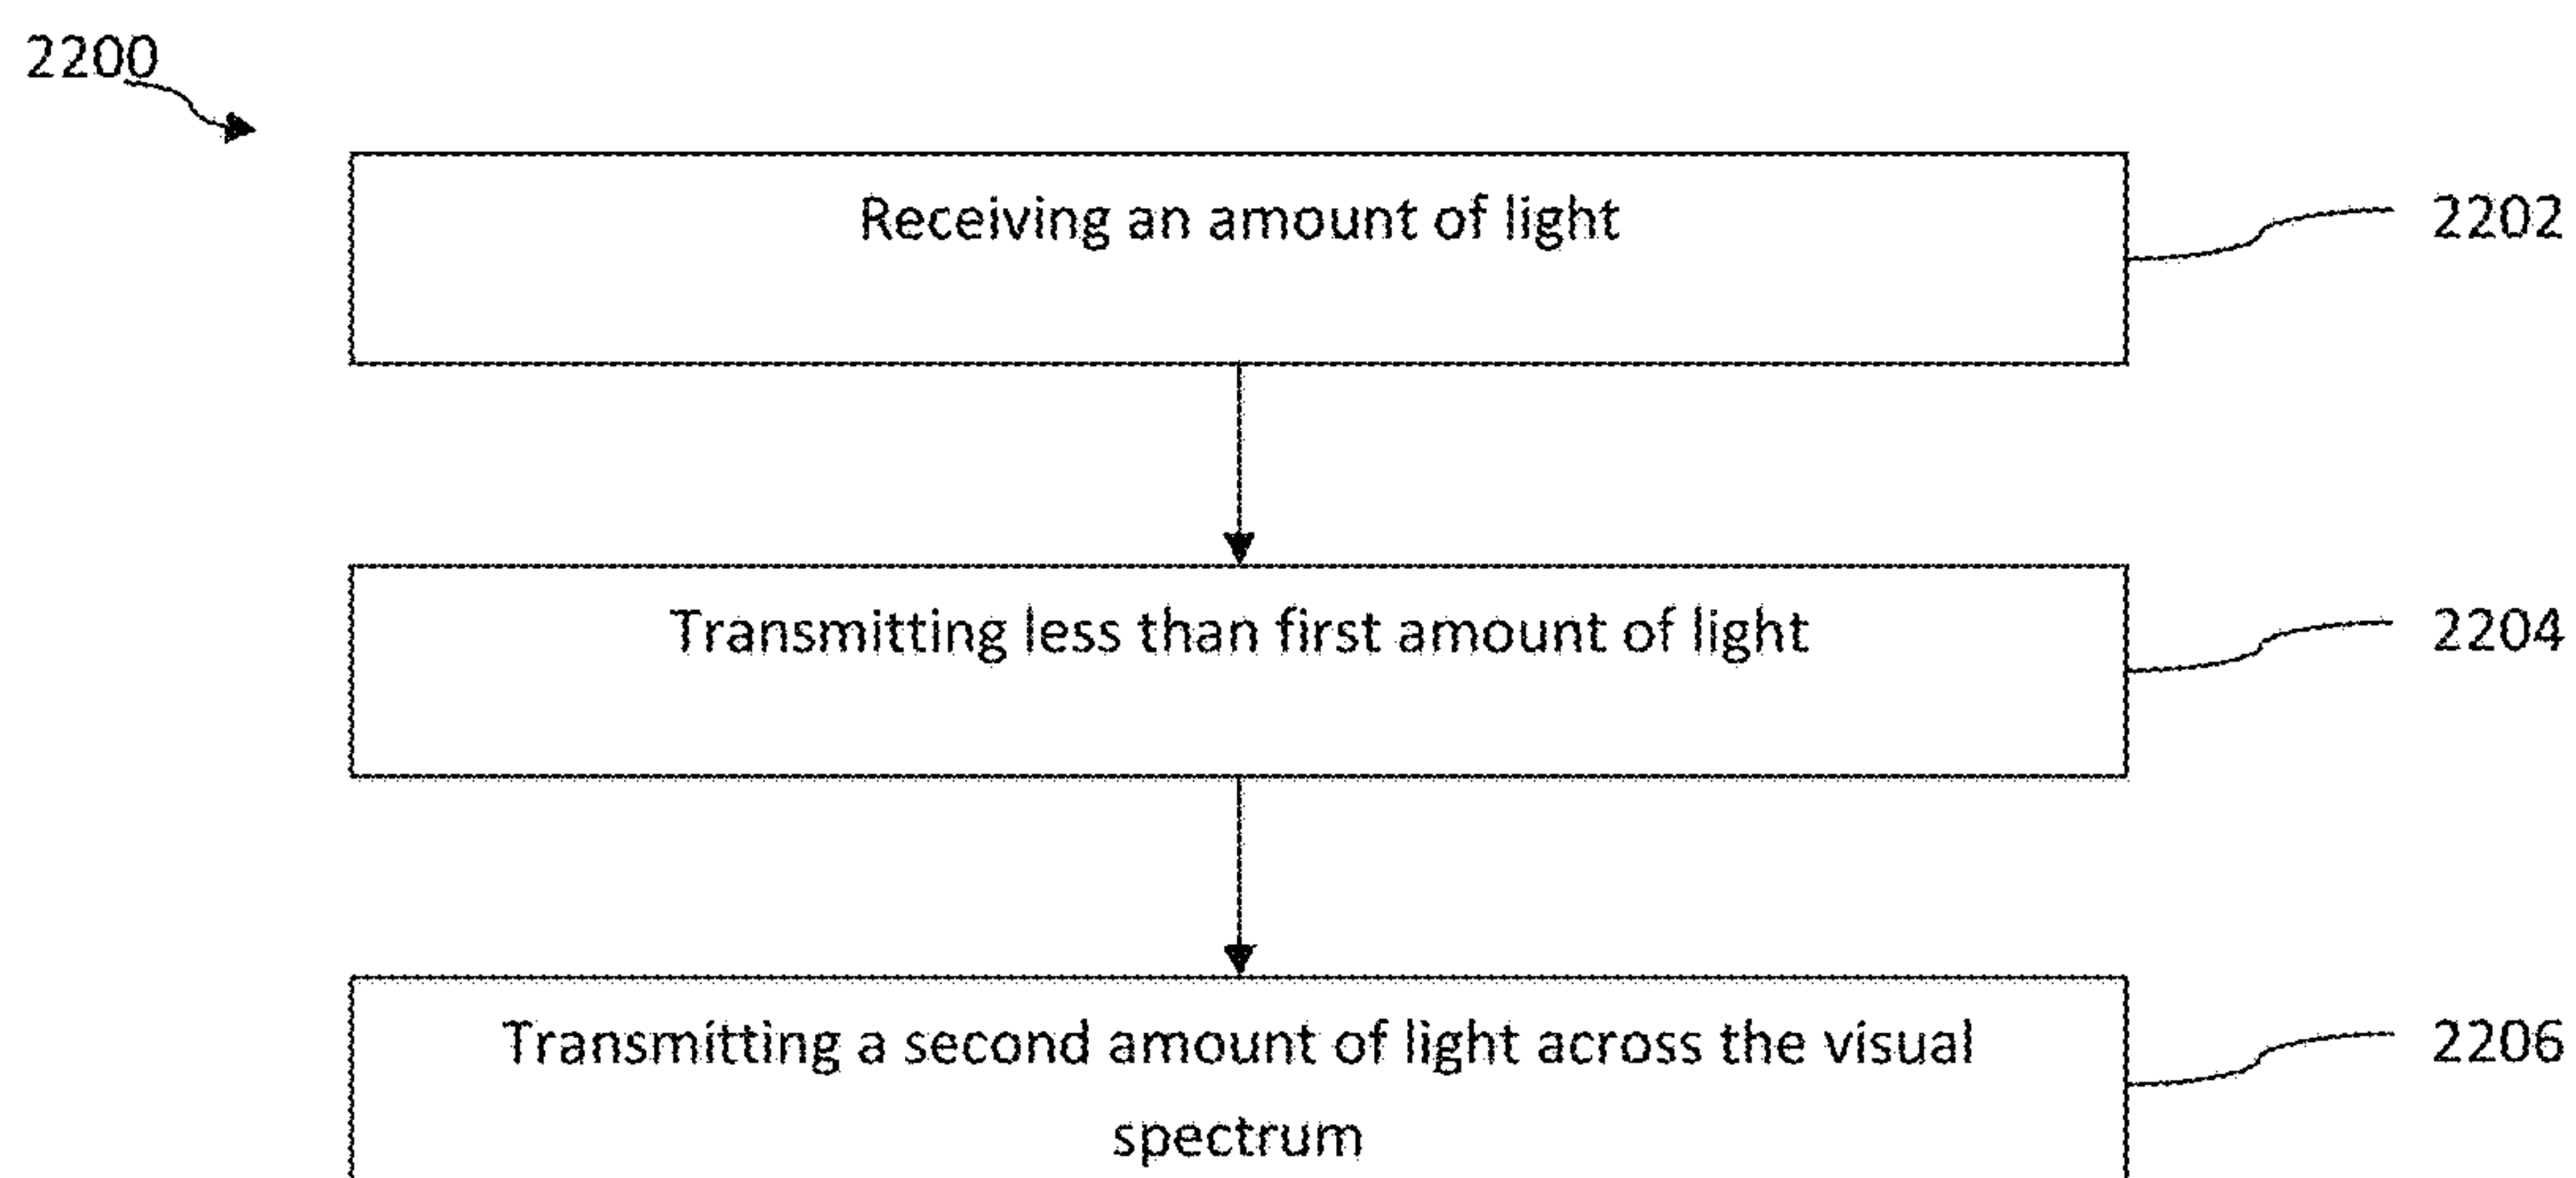 2200
Receiving an amount of light
2202
Transmitting less than first amount of light
2204
Transmitting a second amount of light across the visual
spectrum
2206